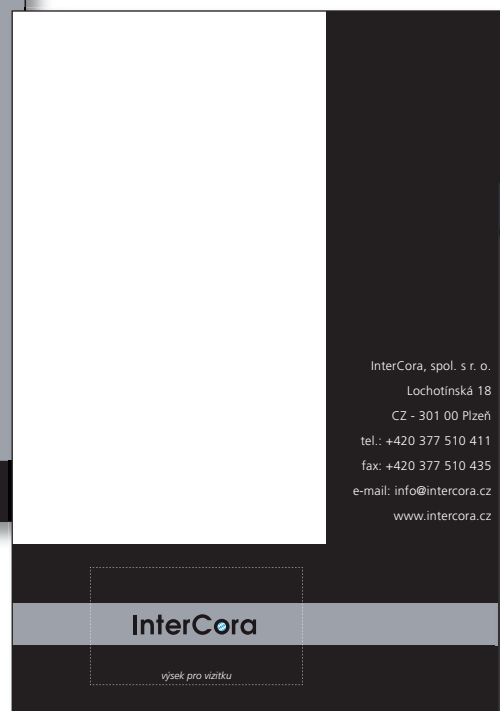 InterCora, spol. s r. o.
Lochotínská 18
CZ - 301 00 Plzeň
tel.: +420 377 510 411
fax: +420 377 510 435
e-mail: info@intercora.cz
www.intercora.cz
InterCora
výsek pro vizitku